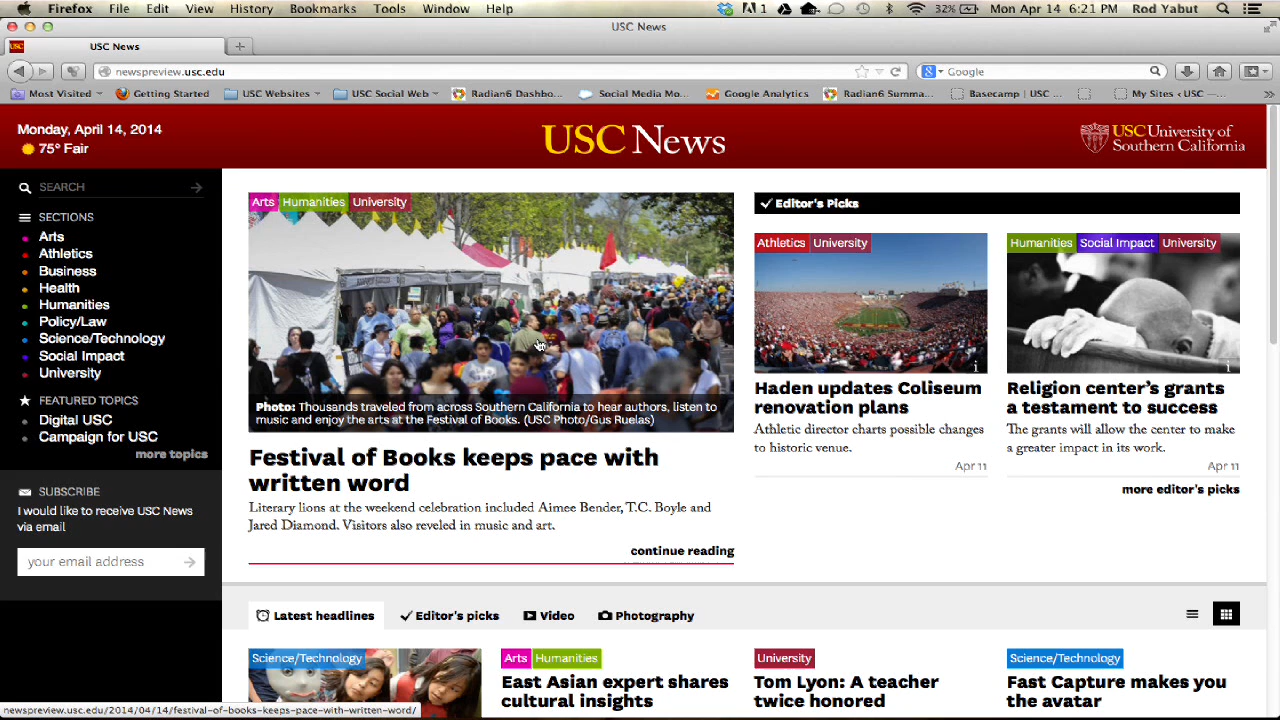 Firefox File Edit View History Bookmarks Tools Window Help 1 32% Mon Apr 14 6:21 PM Rod Yabut
USC News
USC USC News
newspreview.usc.edu Google
Most Visited Getting Started USC Websites USC Social Web Radian6 Dashbo... Social Media Mo... Google Analytics Radian6 Summa... Basecamp | USC ... My Sites ‹ USC —...
Monday, April 14, 2014
75° Fair
USC News
USC University of
Southern California
SEARCH
SECTIONS
Arts
Athletics
Business
Health
Humanities
Policy/Law
Science/Technology
Social Impact
University
FEATURED TOPICS
Digital USC
Campaign for USC
more topics
SUBSCRIBE
I would like to receive USC News
via email
your email address
Arts Humanities University
Photo: Thousands traveled from across Southern California to hear authors, listen to
music and enjoy the arts at the Festival of Books. (USC Photo/Gus Ruelas)
Festival of Books keeps pace with
written word
Literary lions at the weekend celebration included Aimee Bender, T.C. Boyle and
Jared Diamond. Visitors also reveled in music and art.
continue reading
Editor's Picks
Athletics University
Haden updates Coliseum
renovation plans
Athletic director charts possible changes
to historic venue.
Apr 11
Humanities Social Impact University
Religion center's grants
a testament to success
The grants will allow the center to make
a greater impact in its work.
Apr 11
more editor's picks
Latest headlines Editor's picks Video Photography
Science/Technology
Arts Humanities
East Asian expert shares
cultural insights
University
Tom Lyon: A teacher
twice honored
Science/Technology
Fast Capture makes you
the avatar
newspreview.usc.edu/2014/04/14/festival-of-books-keeps-pace-with-written-word/